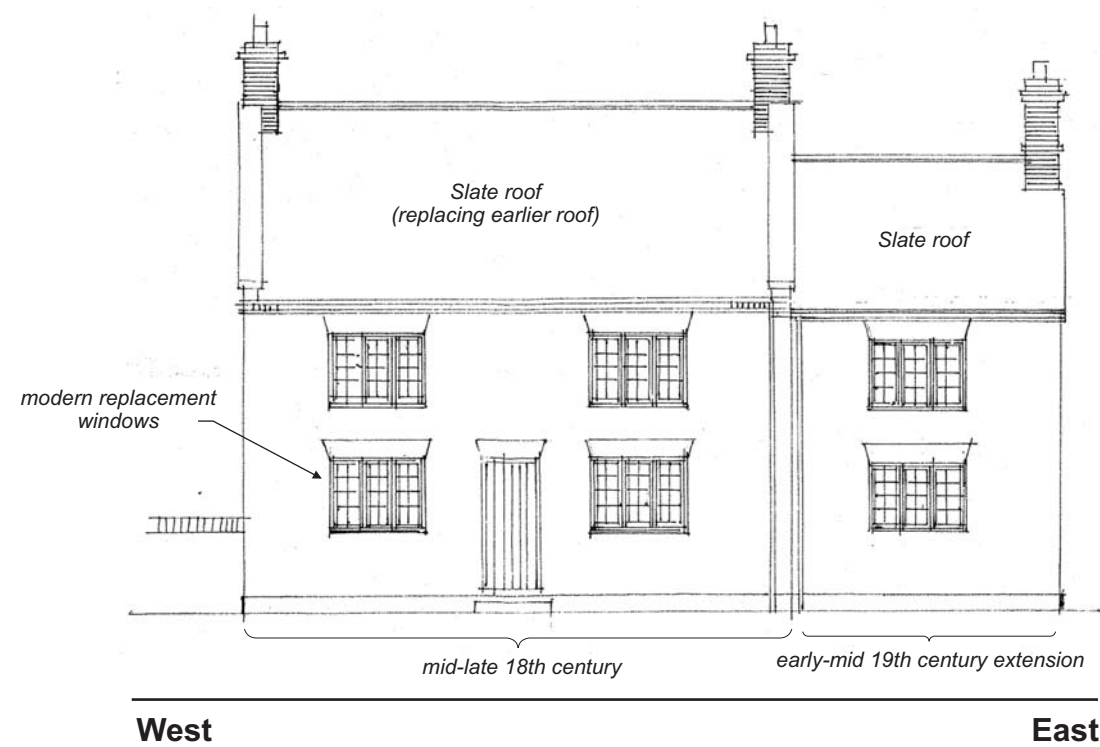 Slate roof
(replacing earlier roof)
Slate roof
modern replacement
windows
mid-late 18th century
early-mid 19th century extension
West
East